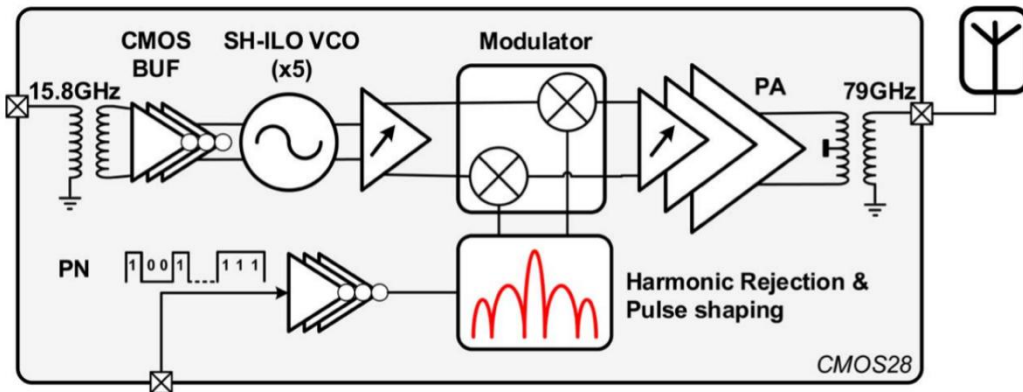 CMOS
BUF
SH-ILO VCO
(x5)
Modulator
PA
15.8GHz
79GHz
PN
1 0 0 1 1 1 1
Harmonic Rejection &
Pulse shaping
CMOS28